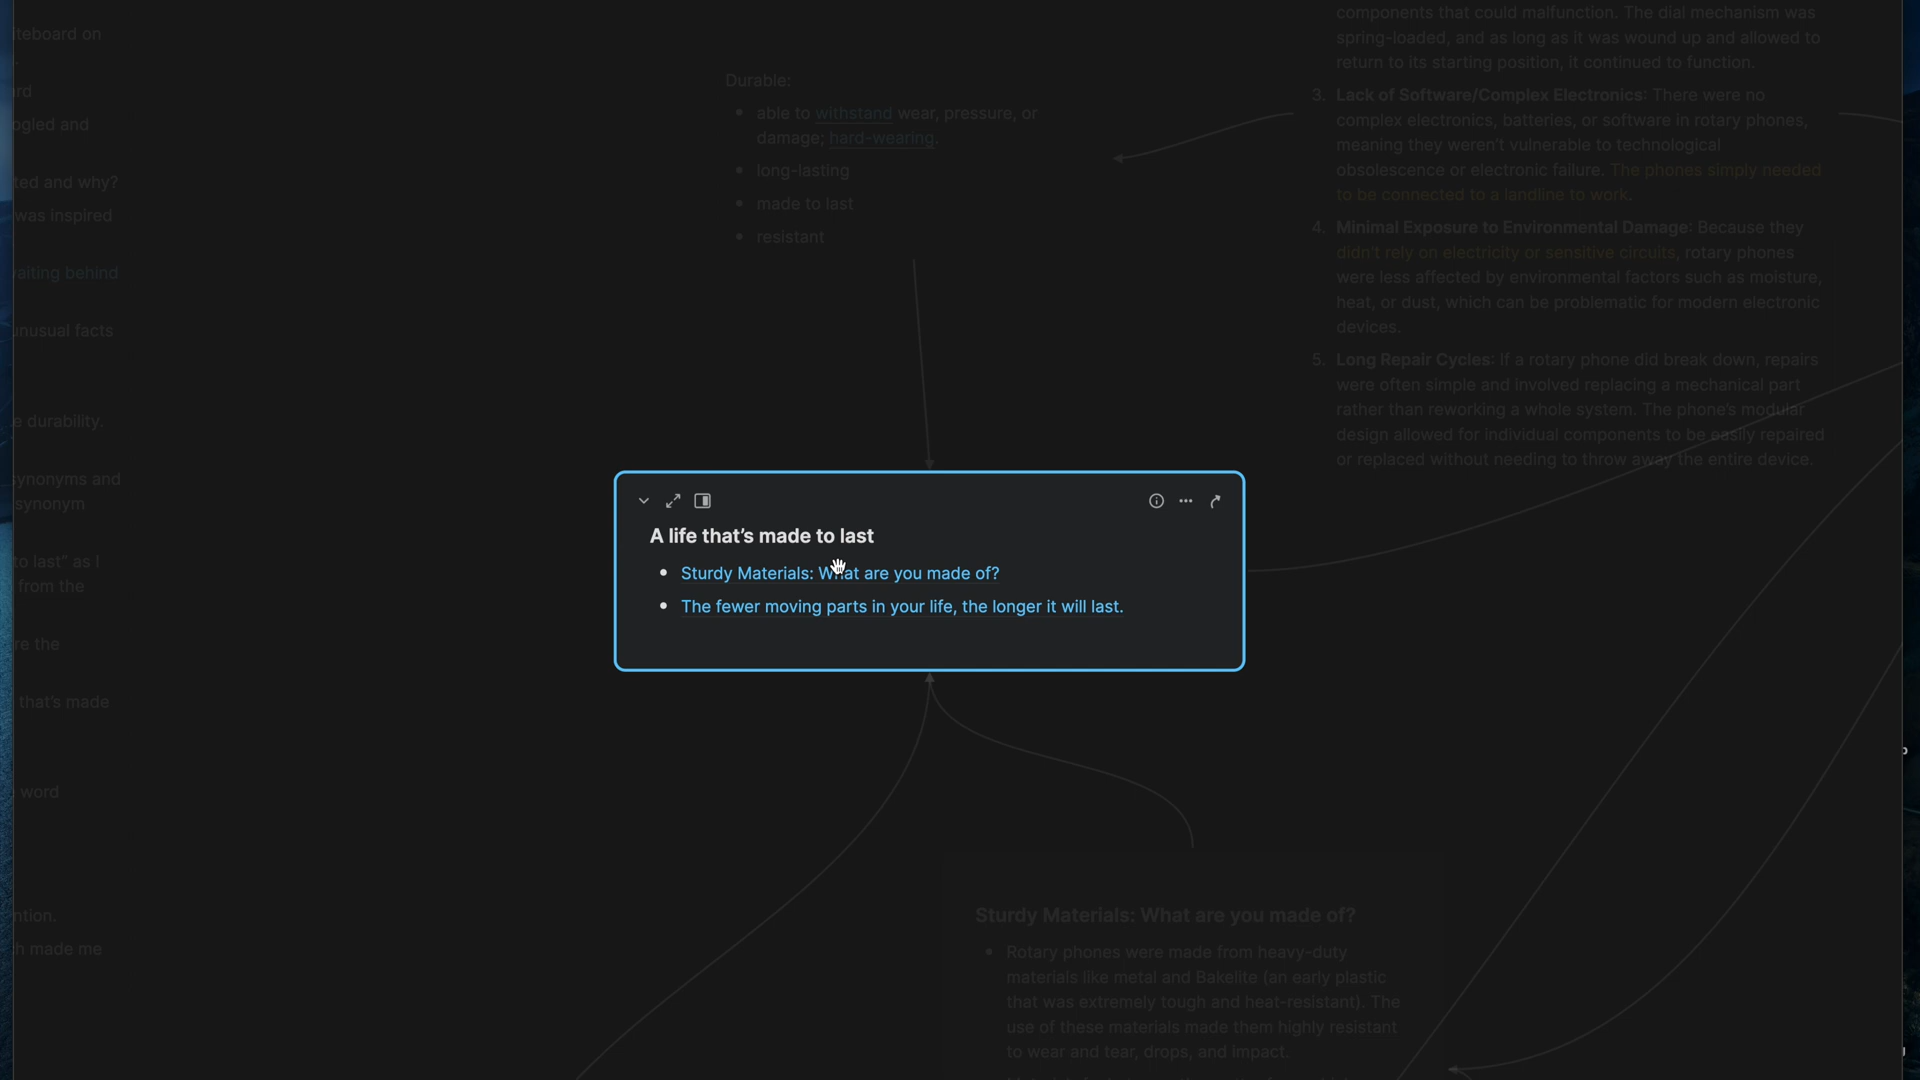 iteboard on
rd
ogled and
ted and why?
was inspired
vaiting behind
unusual facts
e durability.
synonyms and
synonym
to last" as I
from the
re the
that's made
word
ntion.
h made me
Durable:
• able to withstand wear, pressure, or
damage; hard-wearing.
• long-lasting
• made to last
• resistant
components that could malfunction. The dial mechanism was
spring-loaded, and as long as it was wound up and allowed to
return to its starting position, it continued to function.
3. Lack of Software/Complex Electronics: There were no
complex electronics, batteries, or software in rotary phones,
meaning they weren't vulnerable to technological
obsolescence or electronic failure. The phones simply needed
to be connected to a landline to work.
4. Minimal Exposure to Environmental Damage: Because they
didn't rely on electricity or sensitive circuits, rotary phones
were less affected by environmental factors such as moisture,
heat, or dust, which can be problematic for modern electronic
devices.
5. Long Repair Cycles: If a rotary phone did break down, repairs
were often simple and involved replacing a mechanical part
rather than reworking a whole system. The phone's modular
design allowed for individual components to be easily repaired
or replaced without needing to throw away the entire device.
A life that's made to last
• Sturdy Materials: What are you made of?
• The fewer moving parts in your life, the longer it will last.
Sturdy Materials: What are you made of?
• Rotary phones were made from heavy-duty
materials like metal and Bakelite (an early plastic
that was extremely tough and heat-resistant). The
use of these materials made them highly resistant
to wear and tear, drops, and impact.